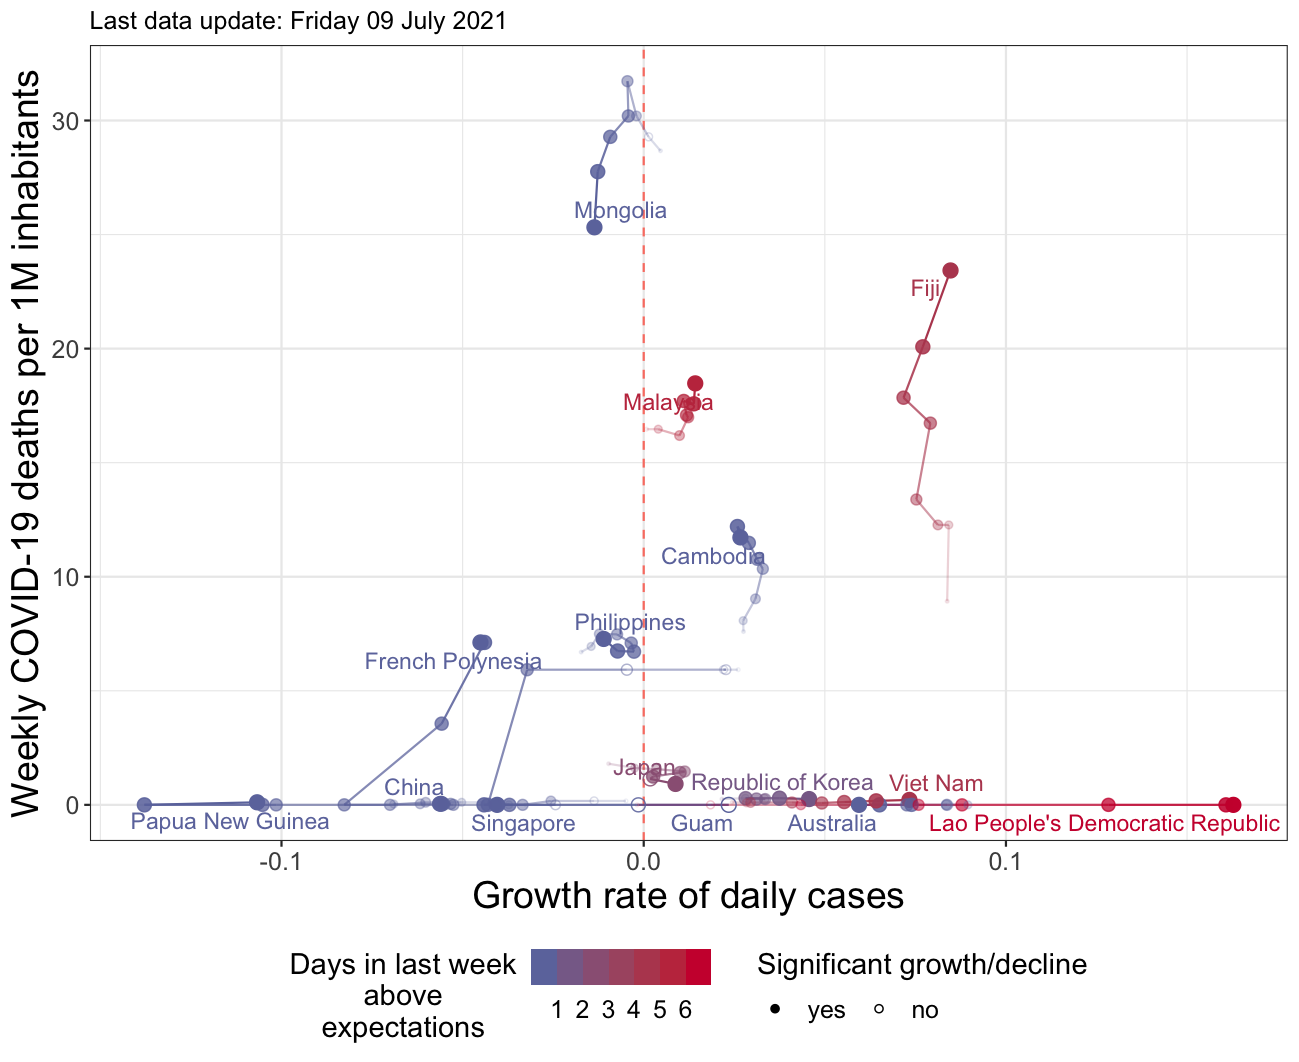 Last data update: Friday 09 July 2021
Weekly COVID-19 deaths per 1M inhabitants
30
20
10
0
Mongolia
Fiji
Malaysia
Cambodia
Philippines
French Polynesia
Japan
China
Republic of Korea
Viet Nam
Papua New Guinea
Singapore
Guam
Australia
Lao People's Democratic Republic
-0.1
0.0
0.1
Growth rate of daily cases
Days in last week
above
expectations
1 2 3 4 5 6
Significant growth/decline
yes
no